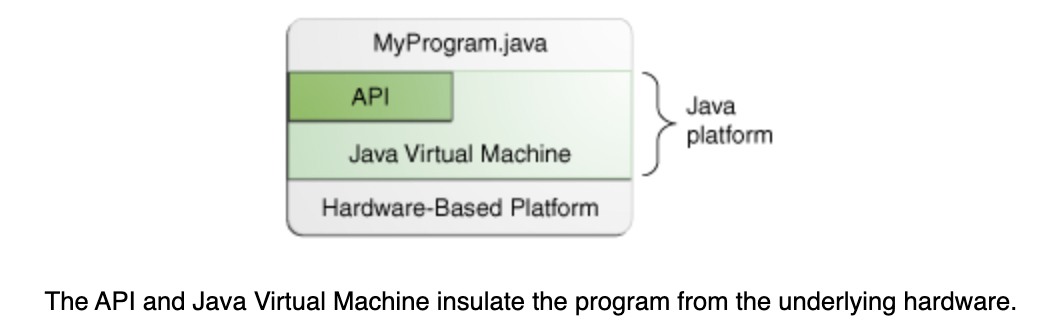 MyProgram.java
API
Java
platform
Java Virtual Machine
Hardware-Based Platform
The API and Java Virtual Machine insulate the program from the underlying hardware.